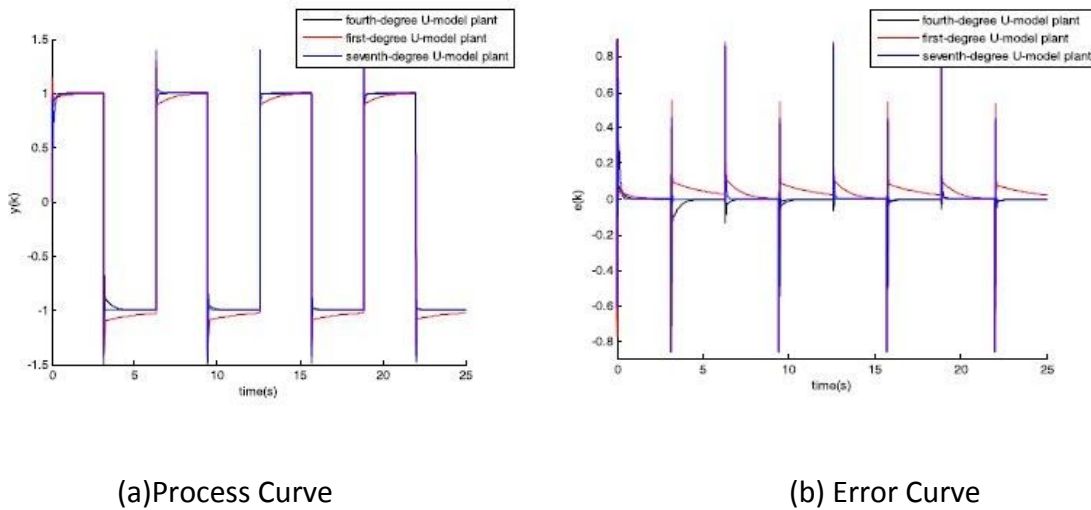 fourth-degree U-model plant
first-degree U-model plant
seventh-degree U-model plant
1.5
1
0.5
0
-0.5
-1
-1.5
y(k)
0
5
10
15
20
25
time(s)
fourth-degree U-model plant
first-degree U-model plant
seventh-degree U-model plant
0.8
0.6
0.4
0.2
0
-0.2
-0.4
-0.6
-0.8
e(k)
0
5
10
15
20
25
time(s)
(a)Process Curve
(b) Error Curve